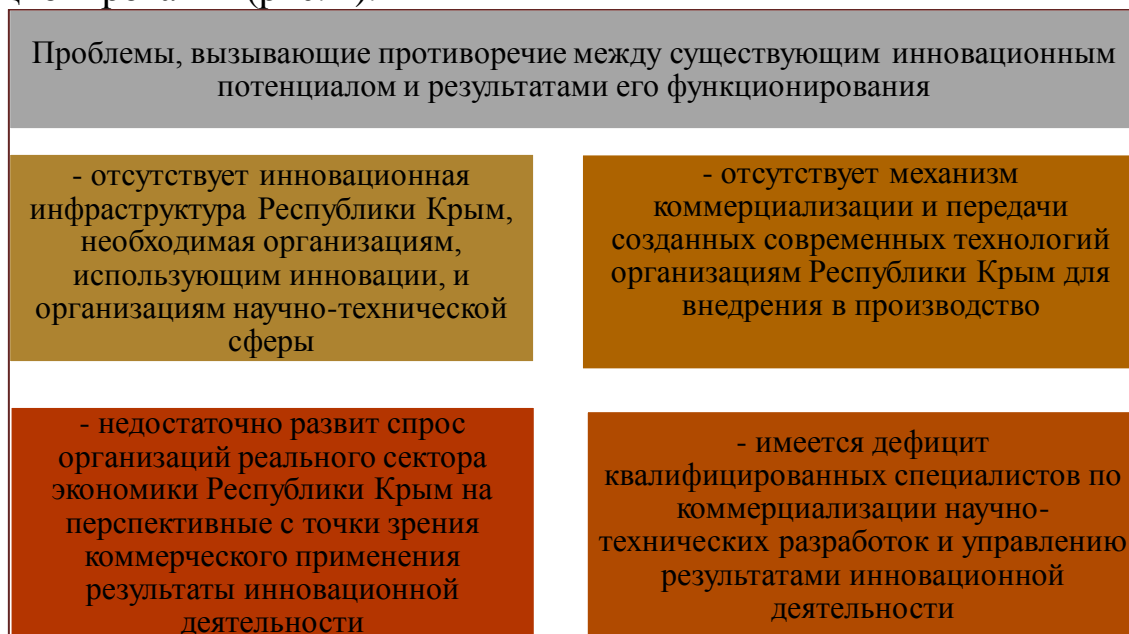 Проблемы, вызывающие противоречие между существующим инновационным
потенциалом и результатами его функционирования
- отсутствует инновационная
инфраструктура Республики Крым,
необходимая организациям,
использующим инновации, и
организациям научно-технической
сферы
- отсутствует механизм
коммерциализации и передачи
созданных современных технологий
организациям Республики Крым для
внедрения в производство
- недостаточно развит спрос
организаций реального сектора
экономики Республики Крым на
перспективные с точки зрения
коммерческого применения
результаты инновационной
деятельности
- имеется дефицит
квалифицированных специалистов по
коммерциализации научно-
технических разработок и управлению
результатами инновационной
деятельности